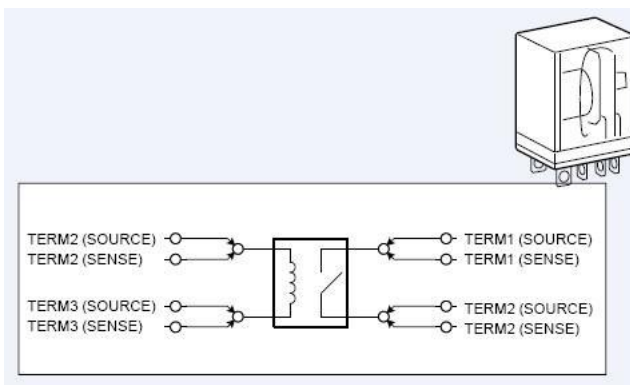 TERM2 (SOURCE)
TERM2 (SENSE)
TERM3 (SOURCE)
TERM3 (SENSE)
TERM1 (SOURCE)
TERM1 (SENSE)
TERM2 (SOURCE)
TERM2 (SENSE)